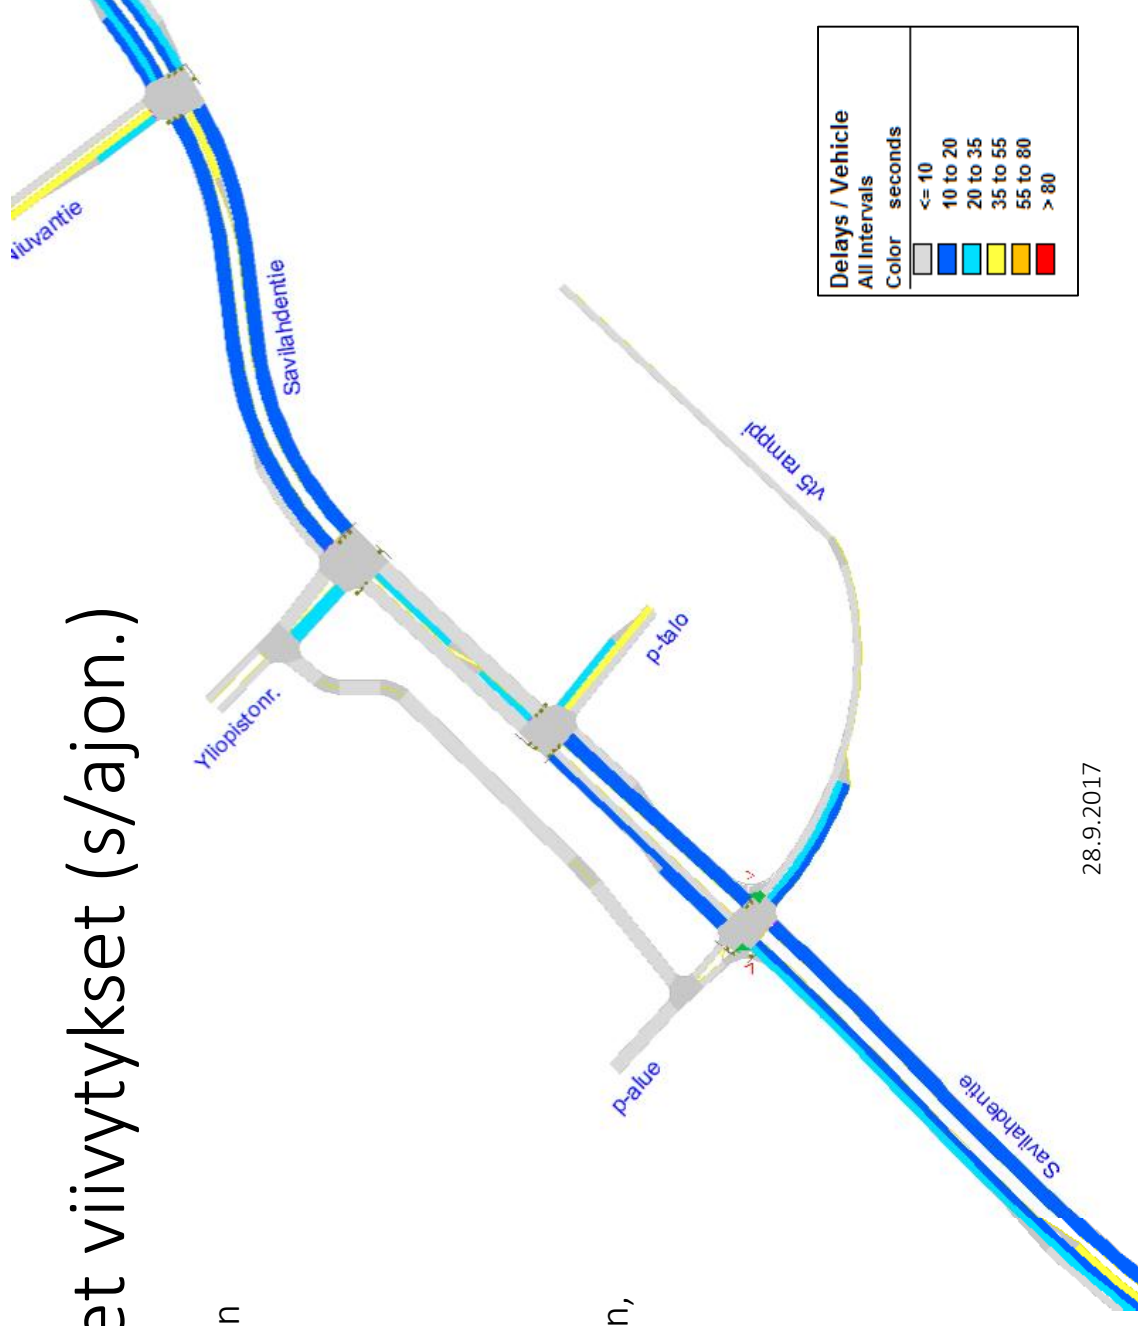 et viivytykset (s/ajon.)
n
n,
Savilahdentie
Yliopistonr.
p-talo
vt5 ramppi
p-alue
Savilahdentie
Delays / Vehicle
All Intervals
Color seconds
<= 10
10 to 20
20 to 35
35 to 55
55 to 80
> 80
28.9.2017